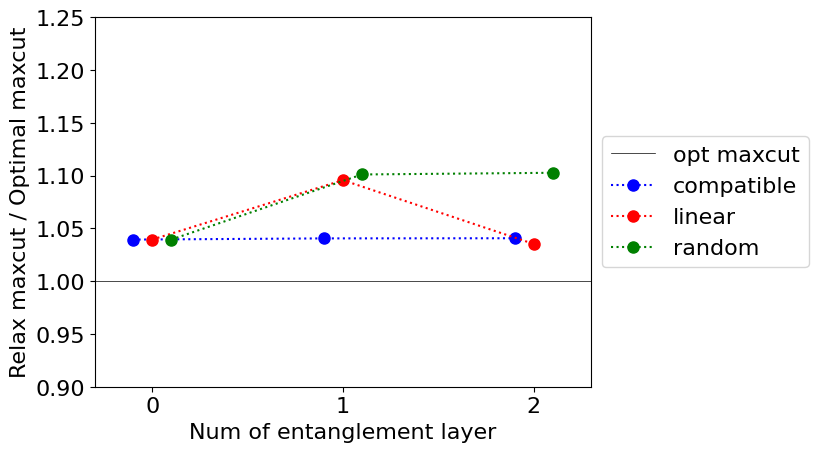 Relax maxcut / Optimal maxcut
1.25
1.20
1.15
1.10
1.05
1.00
0.95
0.90
0
1
2
Num of entanglement layer
opt maxcut
compatible
linear
random